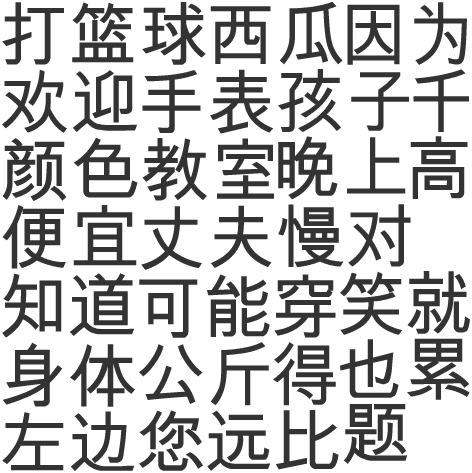 打篮球西瓜因为
欢迎手表孩子千
颜色教室晚上高
便宜丈夫慢对
知道可能穿笑就
身体公斤得也累
左边您远比题